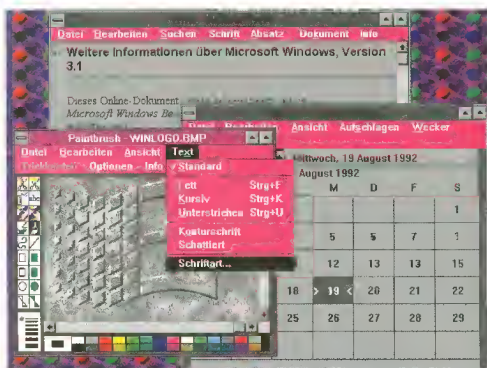 Datei Bearbeiten Suchen Schrift Absatz Dokument Info
Weitere Informationen über Microsoft Windows, Version
3.1
Dieses Online-Dokument
Microsoft Windows Be
Ansicht Aufschlagen Wecker
Mittwoch, 19 August 1992
August 1992
M D F S
1
5 7
12 13 15
18 > 19 < 20 21 22
25 26 27 28 29
Paintbrush - WINLOGO.BMP
Datei Bearbeiten Ansicht Text
Optionen Info
Standard
Fett Strg+F
Kursiv Strg+K
Unterstrichen Strg+U
Konturschrift
Schattiert
Schriftart...
abc